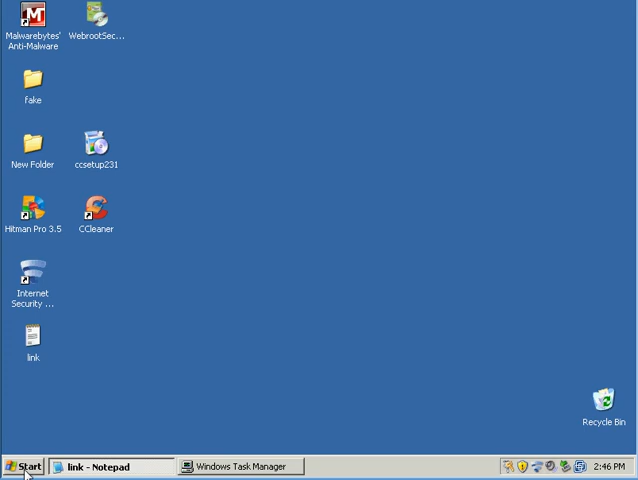 Malwarebytes'
Anti-Malware
WebrootSec...
fake
New Folder
ccsetup231
Hitman Pro 3.5
CCleaner
Internet
Security ...
link
Recycle Bin
Start
link - Notepad
Windows Task Manager
2:46 PM